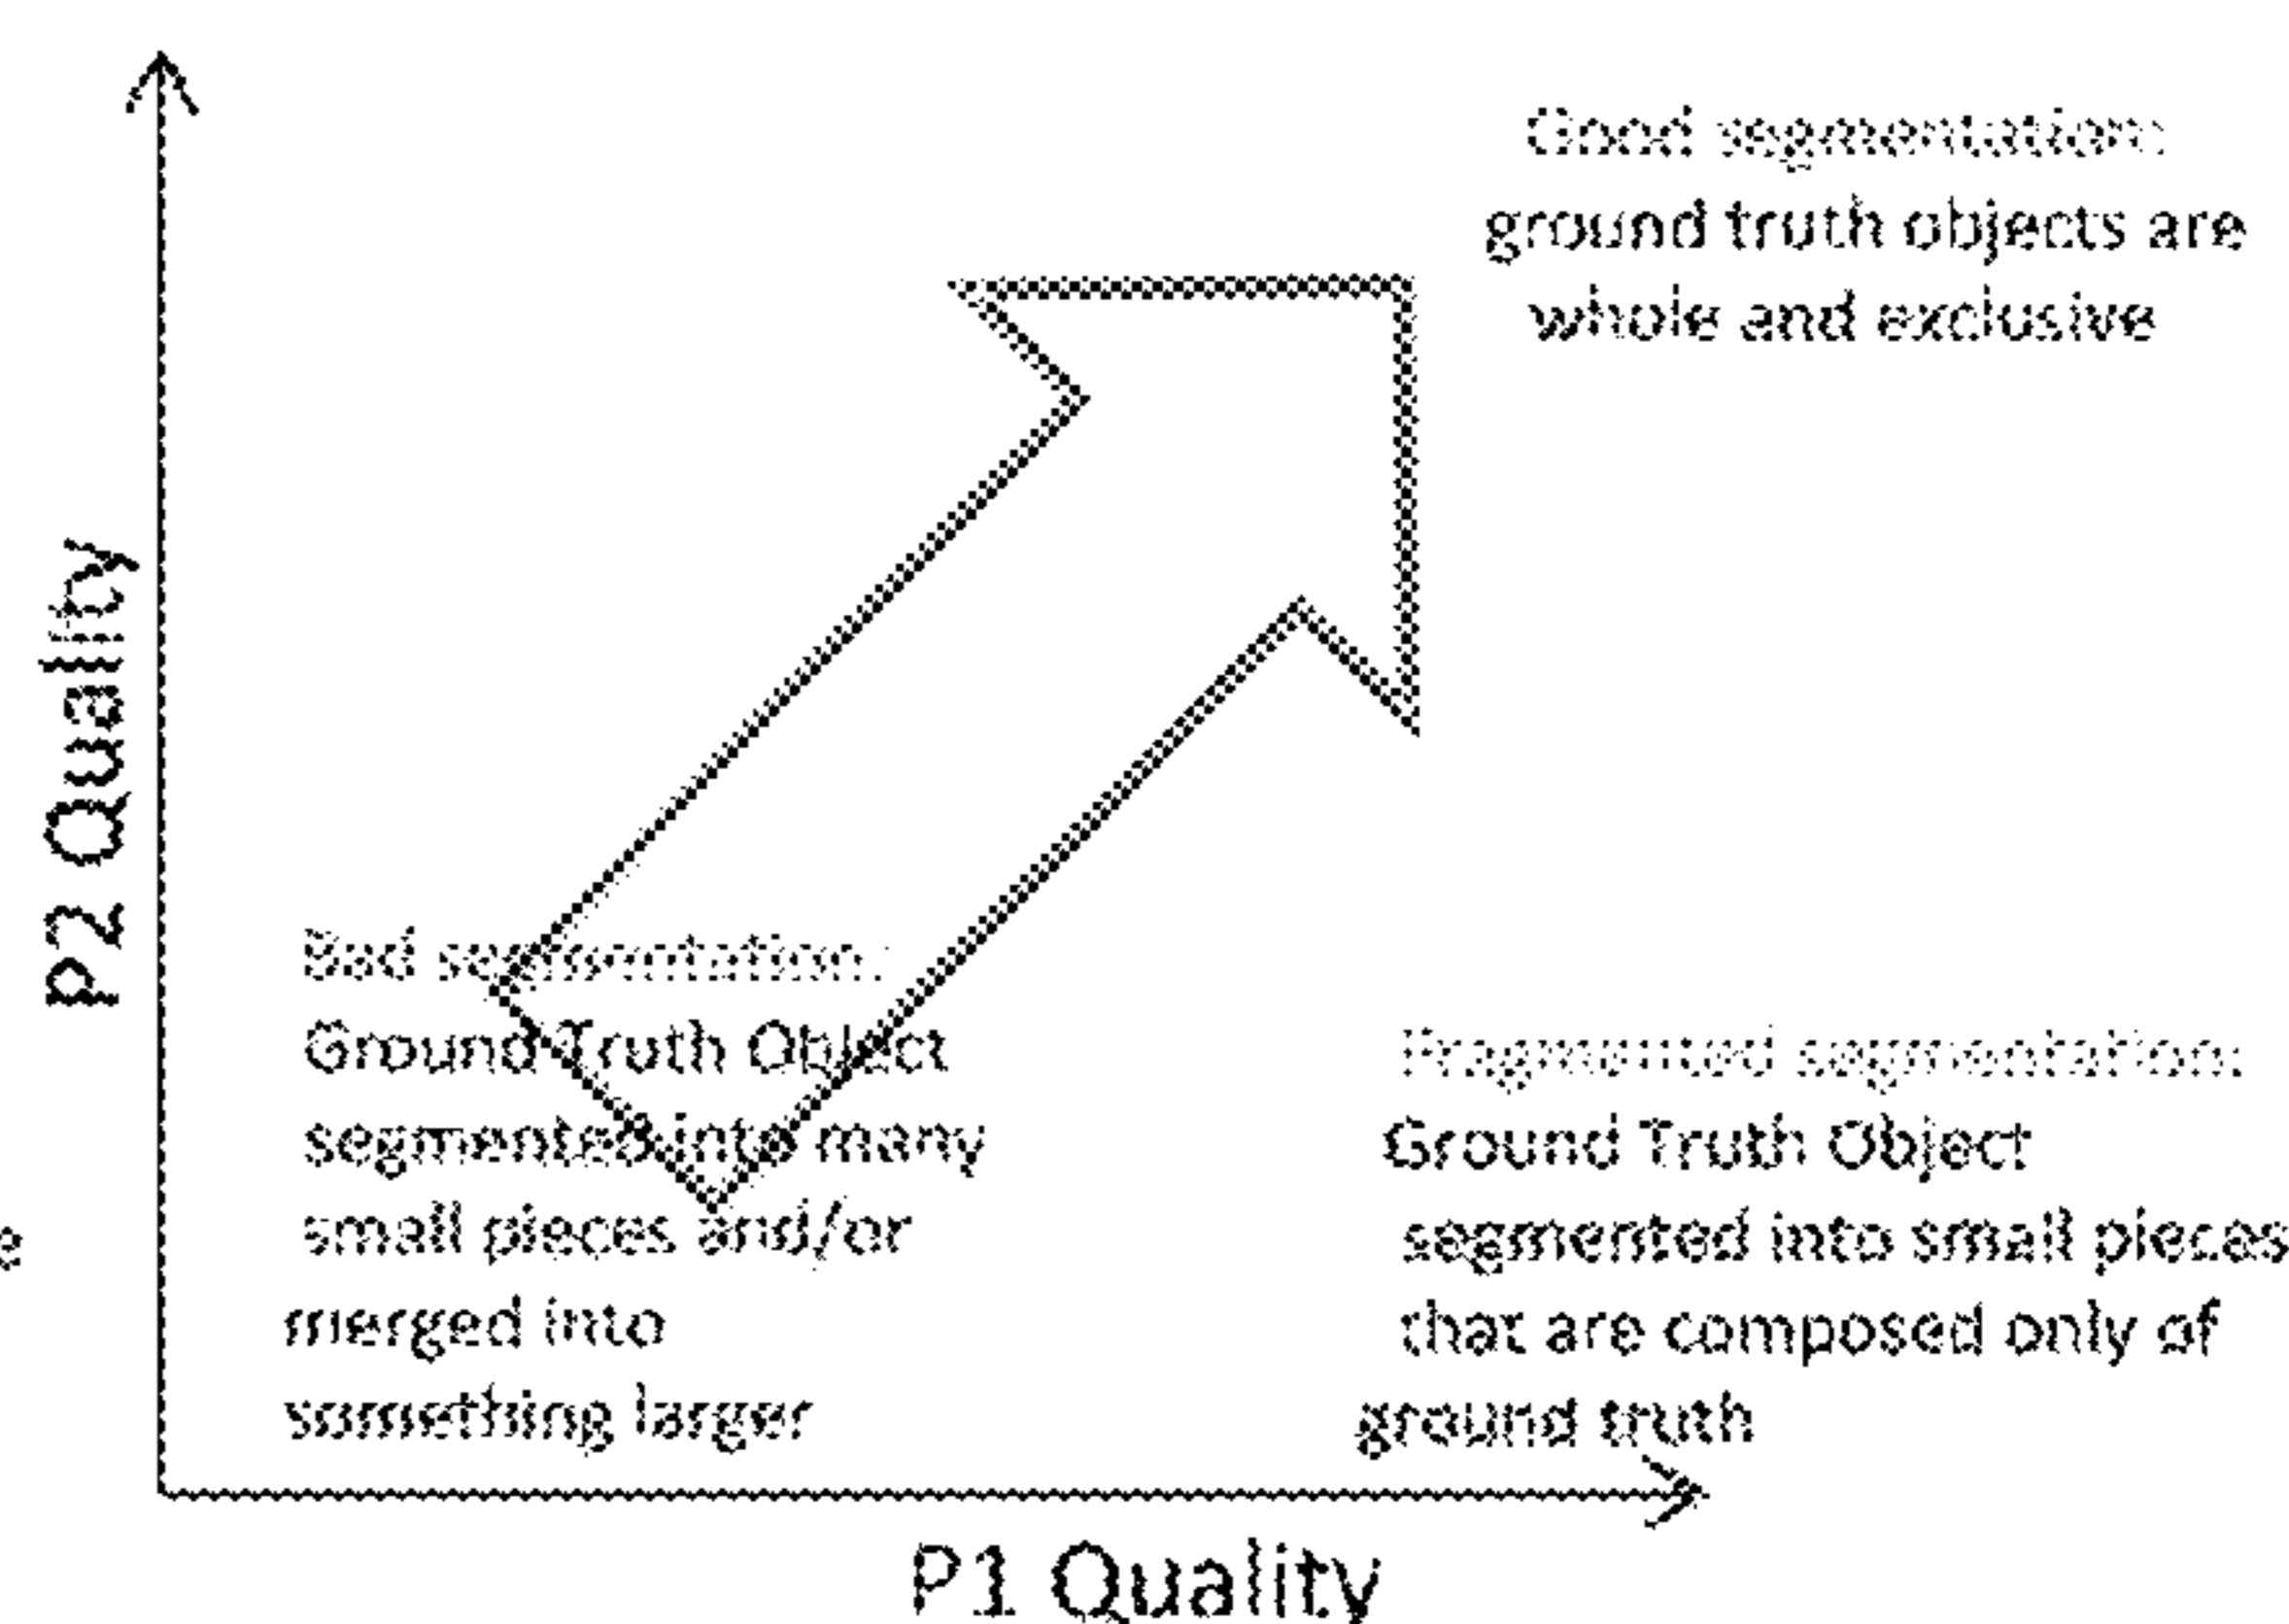 Good segmentation:
ground truth objects are
whole and exclusive
P2 Quality
Bad segmentation:
Ground Truth Object
segmented into many
small pieces and/or
merged into
something larger
Fragmented segmentation:
Ground Truth Object
segmented into small pieces
that are composed only of
ground truth
e
P1 Quality